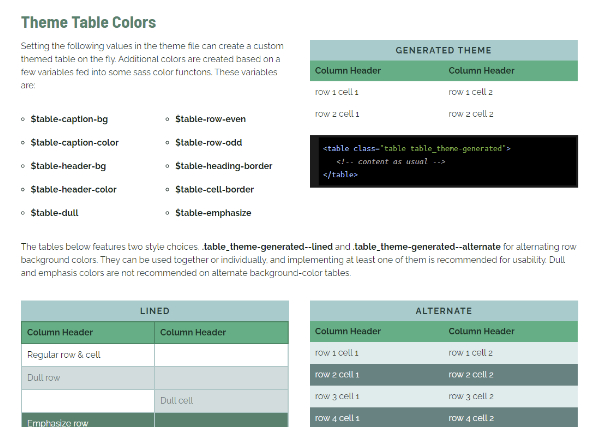 Theme Table Colors
Setting the following values in the theme file can create a custom
themed table on the fly. Additional colors are created based on a
few variables fed into some sass color functons. These variables
are:
$table-caption-bg
$table-caption-color
$table-header-bg
$table-header-color
$table-dull
$table-row-even
$table-row-odd
$table-heading-border
$table-cell-border
$table-emphasize
GENERATED THEME
Column Header Column Header
row 1 cell 1 row 1 cell 2
row 2 cell 1 row 2 cell 2
<table class="table table_theme-generated">
<!-- content as usual -->
</table>
The tables below features two style choices, .table_theme-generated--lined and .table_theme-generated--alternate for alternating row
background colors. They can be used together or individually, and implementing at least one of them is recommended for usability. Dull
and emphasis colors are not recommended on alternate background-color tables.
LINED
Column Header Column Header
Regular row & cell
Dull row
Dull cell
Emphasize row
ALTERNATE
Column Header Column Header
row 1 cell 1 row 1 cell 2
row 2 cell 1 row 2 cell 2
row 3 cell 1 row 3 cell 2
row 4 cell 1 row 4 cell 2